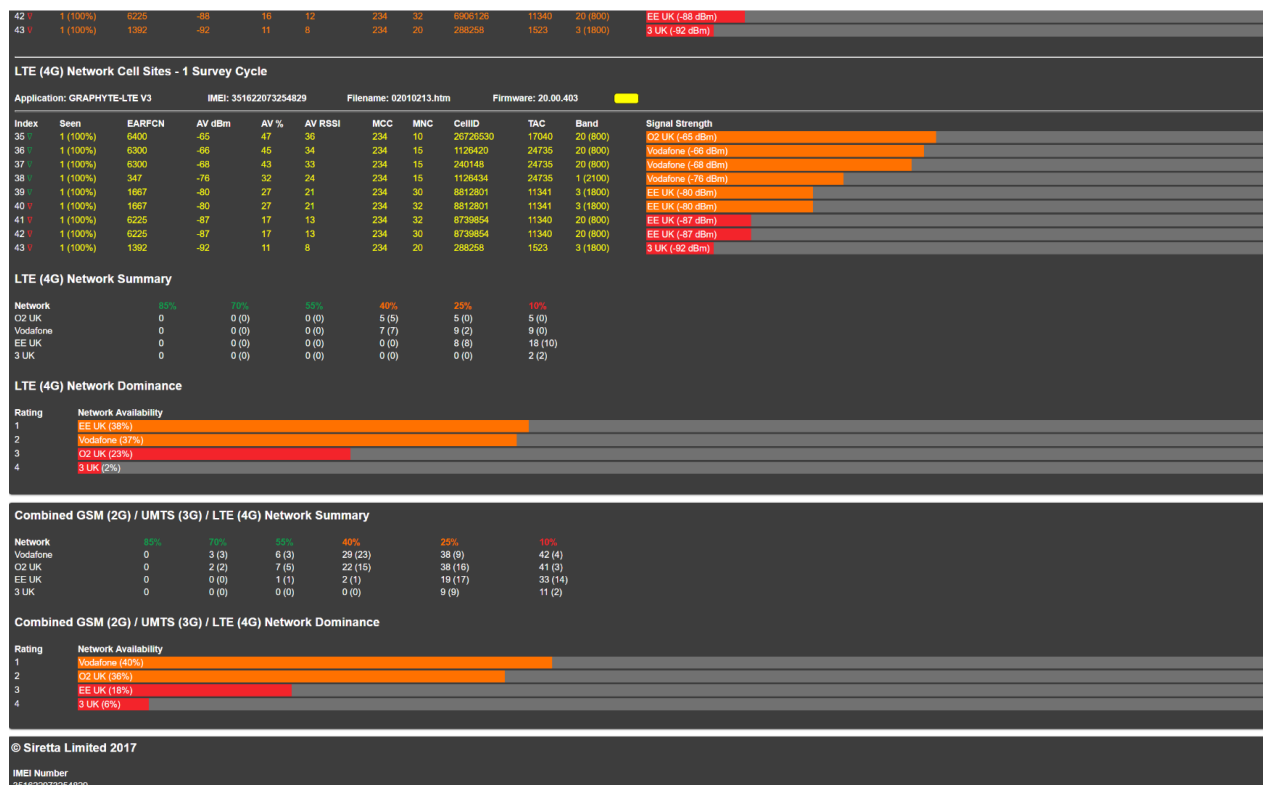 42 ∇ 1 (100%) 6225 -88 16 12 234 32 6906126 11340 20 (800) EE UK (-88 dBm)
43 ∇ 1 (100%) 1392 -92 11 8 234 20 288258 1523 3 (1800) 3 UK (-92 dBm)
LTE (4G) Network Cell Sites - 1 Survey Cycle
Application: GRAPHYTE-LTE V3 IMEI: 351622073254829 Filename: 02010213.htm Firmware: 20.00.403
Index Seen EARFCN AV dBm AV % AV RSSI MCC MNC CellID TAC Band Signal Strength
35 ∇ 1 (100%) 6400 -65 47 36 234 10 26726530 17040 20 (800) O2 UK (-65 dBm)
36 ∇ 1 (100%) 6300 -66 45 34 234 15 1126420 24735 20 (800) Vodafone (-66 dBm)
37 ∇ 1 (100%) 6300 -68 43 33 234 15 240148 24735 20 (800) Vodafone (-68 dBm)
38 ∇ 1 (100%) 347 -76 32 24 234 15 1126434 24735 1 (2100) Vodafone (-76 dBm)
39 ∇ 1 (100%) 1667 -80 27 21 234 30 8812801 11341 3 (1800) EE UK (-80 dBm)
40 ∇ 1 (100%) 1667 -80 27 21 234 32 8812801 11341 3 (1800) EE UK (-80 dBm)
41 ∇ 1 (100%) 6225 -87 17 13 234 32 8739854 11340 20 (800) EE UK (-87 dBm)
42 ∇ 1 (100%) 6225 -87 17 13 234 30 8739854 11340 20 (800) EE UK (-87 dBm)
43 ∇ 1 (100%) 1392 -92 11 8 234 20 288258 1523 3 (1800) 3 UK (-92 dBm)
LTE (4G) Network Summary
Network 85% 70% 55% 40% 25% 10%
O2 UK 0 0 (0) 0 (0) 5 (5) 5 (0) 5 (0)
Vodafone 0 0 (0) 0 (0) 7 (7) 9 (2) 9 (0)
EE UK 0 0 (0) 0 (0) 0 (0) 8 (8) 18 (10)
3 UK 0 0 (0) 0 (0) 0 (0) 0 (0) 2 (2)
LTE (4G) Network Dominance
Rating Network Availability
1 EE UK (38%)
2 Vodafone (37%)
3 O2 UK (23%)
4 3 UK (2%)
Combined GSM (2G) / UMTS (3G) / LTE (4G) Network Summary
Network 85% 70% 55% 40% 25% 10%
Vodafone 0 3 (3) 6 (3) 29 (23) 38 (9) 42 (4)
O2 UK 0 2 (2) 7 (5) 22 (15) 38 (16) 41 (3)
EE UK 0 0 (0) 1 (1) 2 (1) 19 (17) 33 (14)
3 UK 0 0 (0) 0 (0) 0 (0) 9 (9) 11 (2)
Combined GSM (2G) / UMTS (3G) / LTE (4G) Network Dominance
Rating Network Availability
1 Vodafone (40%)
2 O2 UK (36%)
3 EE UK (18%)
4 3 UK (6%)
© Siretta Limited 2017
IMEI Number
351622073254829